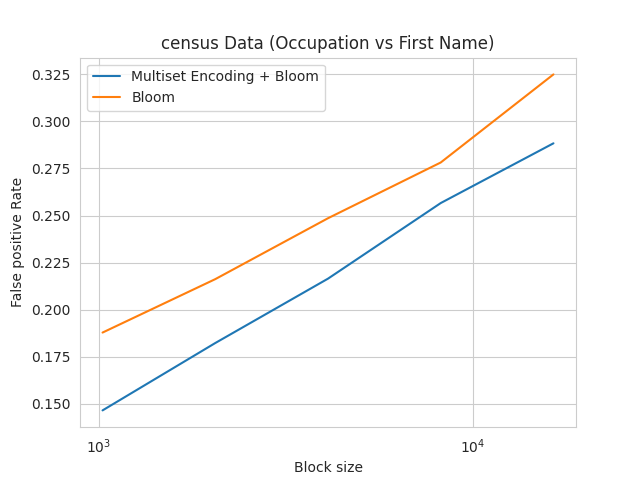 census Data (Occupation vs First Name)
Multiset Encoding + Bloom
Bloom
False positive Rate
0.325
0.300
0.275
0.250
0.225
0.200
0.175
0.150
10³
10⁴
Block size